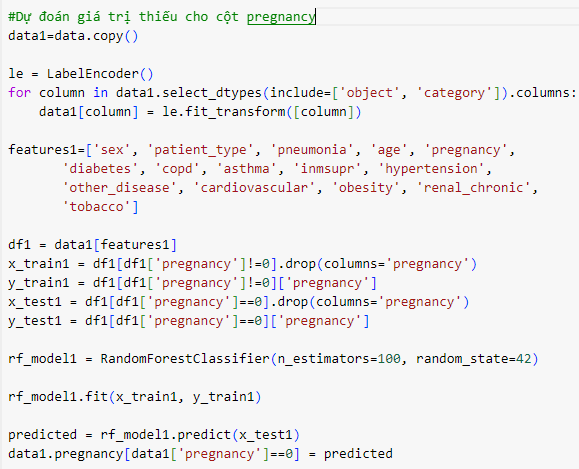 #Dự đoán giá trị thiếu cho cột pregnancy
data1=data.copy()
le = LabelEncoder()
for column in data1.select_dtypes(include=['object', 'category']).columns:
    data1[column] = le.fit_transform([column])
features1=['sex', 'patient_type', 'pneumonia', 'age', 'pregnancy',
       'diabetes', 'copd', 'asthma', 'inmsupr', 'hypertension',
       'other_disease', 'cardiovascular', 'obesity', 'renal_chronic',
       'tobacco']
df1 = data1[features1]
x_train1 = df1[df1['pregnancy']!=0].drop(columns='pregnancy')
y_train1 = df1[df1['pregnancy']!=0]['pregnancy']
x_test1 = df1[df1['pregnancy']==0].drop(columns='pregnancy')
y_test1 = df1[df1['pregnancy']==0]['pregnancy']
rf_model1 = RandomForestClassifier(n_estimators=100, random_state=42)
rf_model1.fit(x_train1, y_train1)
predicted = rf_model1.predict(x_test1)
data1.pregnancy[data1['pregnancy']==0] = predicted